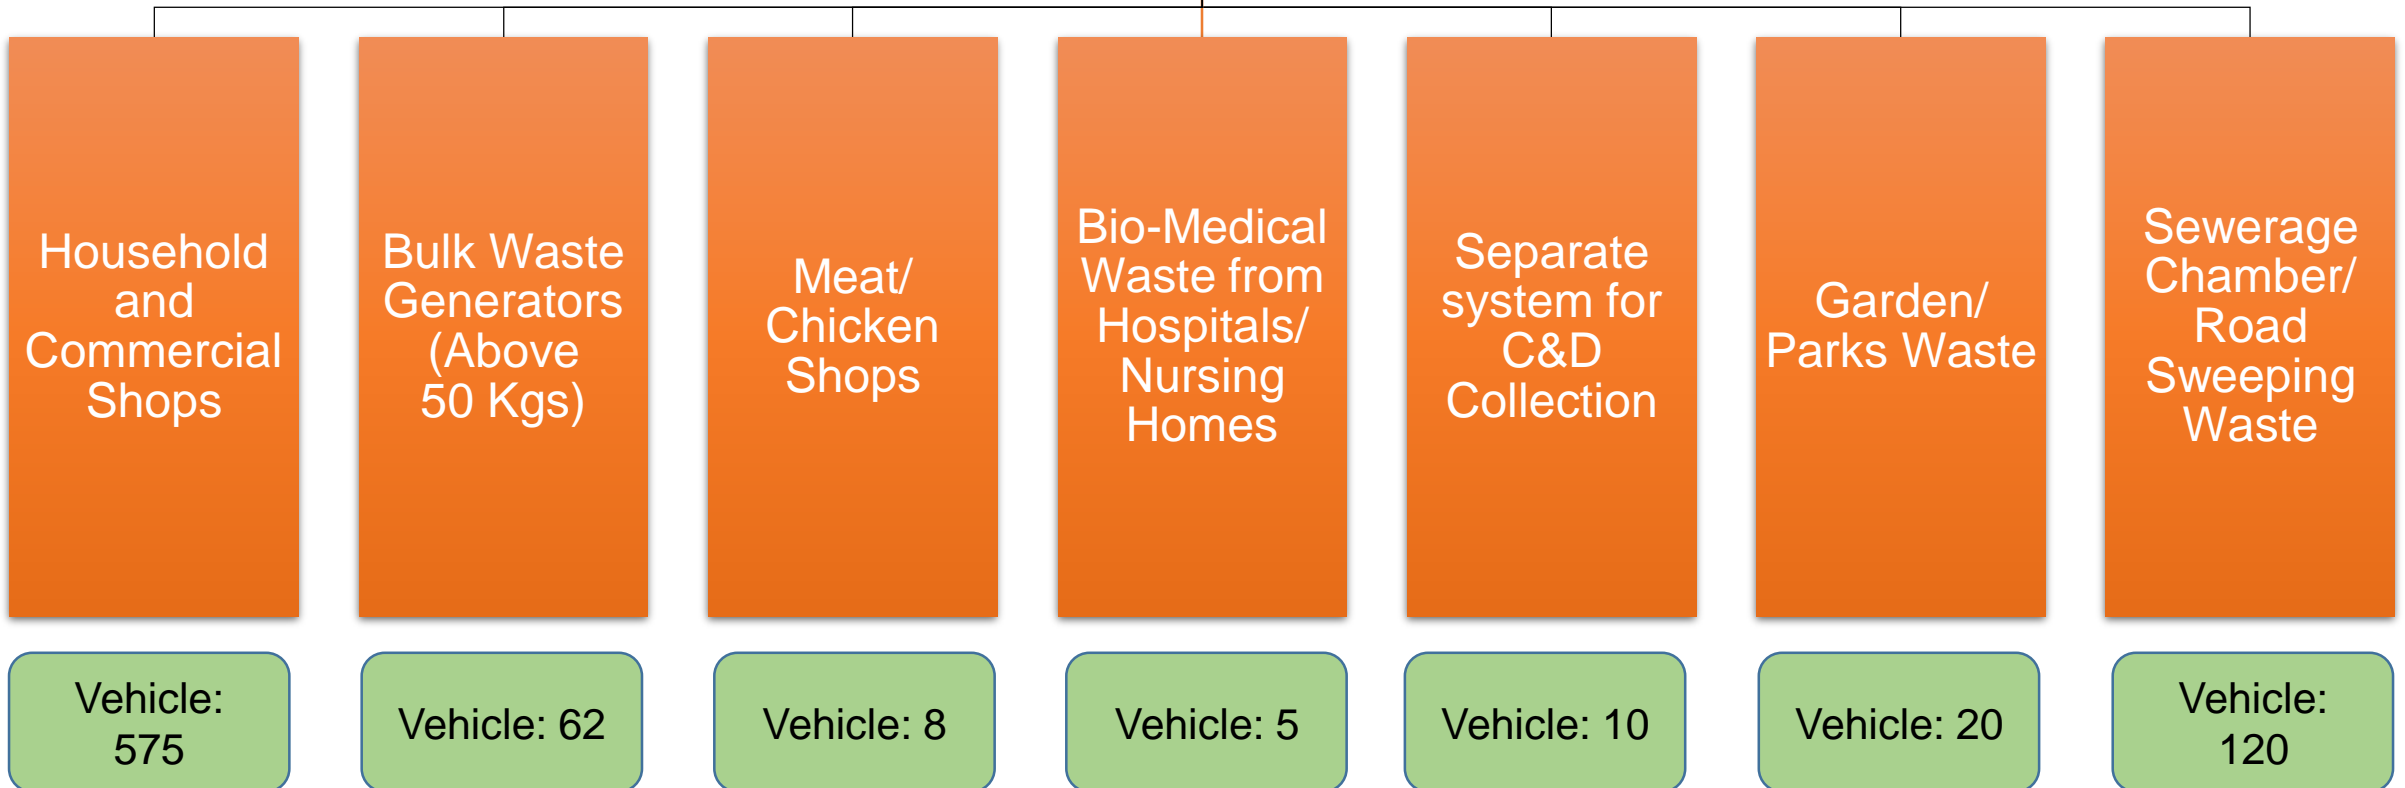 Household
and
Commercial
Shops
Bulk Waste
Generators
(Above
50 Kgs)
Meat/
Chicken
Shops
Bio-Medical
Waste from
Hospitals/
Nursing
Homes
Separate
system for
C&D
Collection
Garden/
Parks Waste
Sewerage
Chamber/
Road
Sweeping
Waste
Vehicle:
575
Vehicle: 62
Vehicle: 8
Vehicle: 5
Vehicle: 10
Vehicle: 20
Vehicle:
120